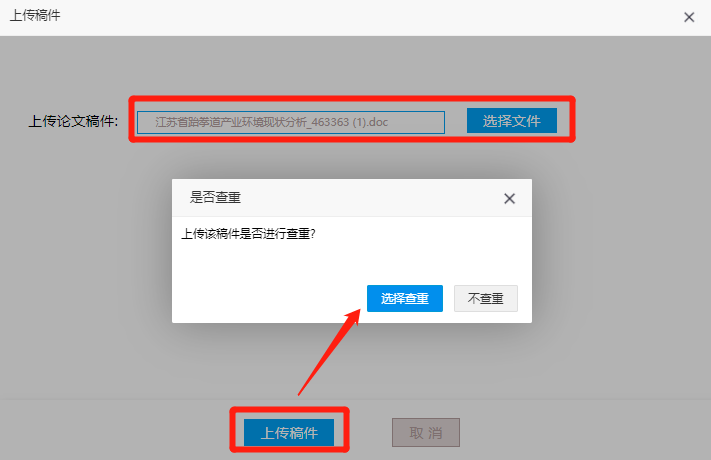 上传稿件
上传论文稿件: 江苏省跆拳道产业环境现状分析_463363 (1).doc 选择文件
是否查重
上传该稿件是否进行查重?
选择查重 不查重
上传稿件 取 消